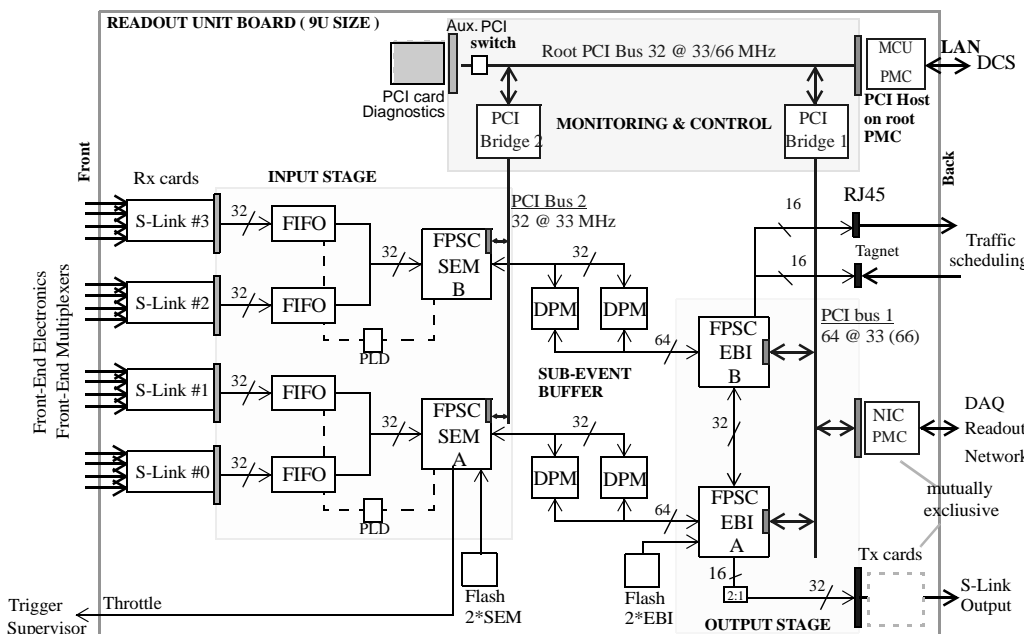 READOUT UNIT BOARD ( 9U SIZE )
Aux. PCI
switch
Root PCI Bus 32 @ 33/66 MHz
MCU
PMC
LAN
DCS
PCI card
Diagnostics
PCI
Bridge 2
MONITORING & CONTROL
PCI
Bridge 1
PCI Host
on root
PMC
Front
Back
Rx cards
INPUT STAGE
PCI Bus 2
32 @ 33 MHz
RJ45
S-Link #3
32
FIFO
32
FPSC
SEM
B
32
16
16
Traffic
scheduling
Tagnet
S-Link #2
32
FIFO
PLD
DPM
DPM
64
FPSC
EBI
B
PCI bus 1
64 @ 33 (66)
Front-End Electronics
Front-End Multiplexers
SUB-EVENT
BUFFER
S-Link #1
32
FIFO
32
FPSC
SEM
A
32
32
NIC
PMC
DAQ
Readout
Network
S-Link #0
32
FIFO
PLD
DPM
DPM
64
FPSC
EBI
A
mutually
excliusive
Flash
2*SEM
Flash
2*EBI
16
2:1
32
Tx cards
S-Link
Output
Trigger
Supervisor
Throttle
OUTPUT STAGE